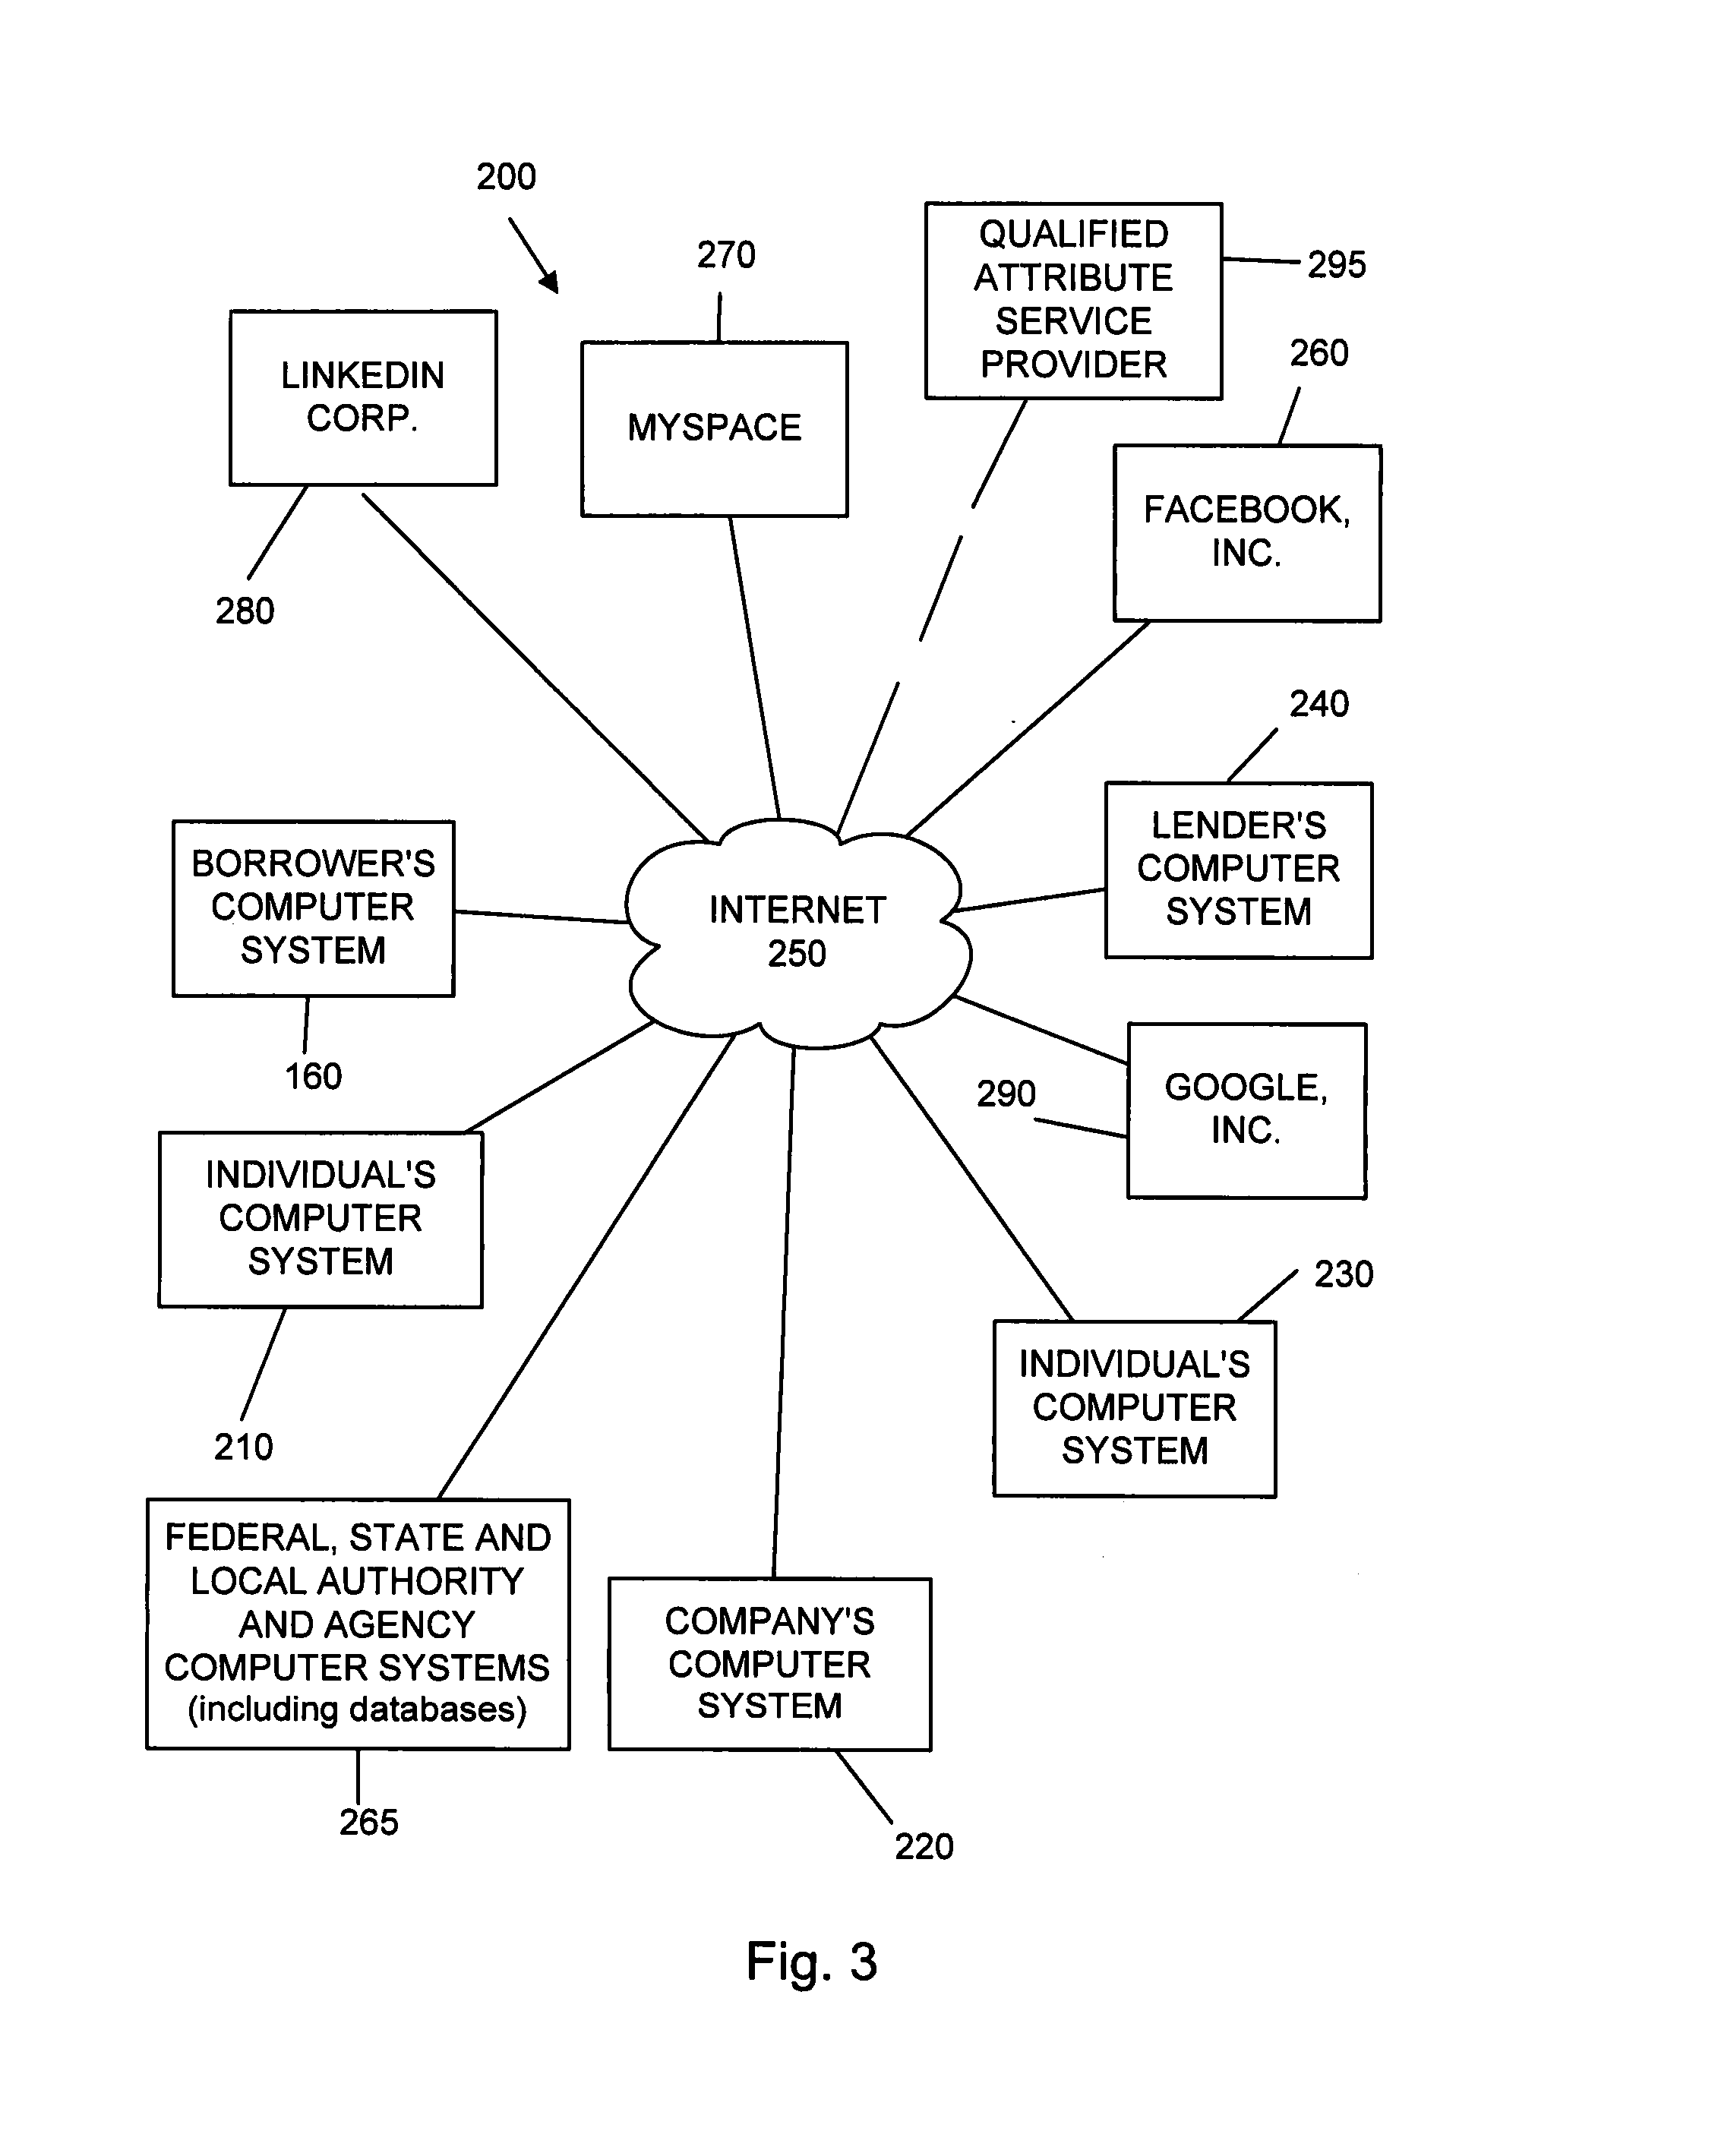 200
270
QUALIFIED
ATTRIBUTE
SERVICE
PROVIDER
295
260
LINKEDIN
CORP.
MYSPACE
FACEBOOK,
INC.
280
240
LENDER'S
COMPUTER
SYSTEM
BORROWER'S
COMPUTER
SYSTEM
INTERNET
250
160
290
GOOGLE,
INC.
INDIVIDUAL'S
COMPUTER
SYSTEM
230
INDIVIDUAL'S
COMPUTER
SYSTEM
210
FEDERAL, STATE AND
LOCAL AUTHORITY
AND AGENCY
COMPUTER SYSTEMS
(including databases)
COMPANY'S
COMPUTER
SYSTEM
265
220
Fig. 3